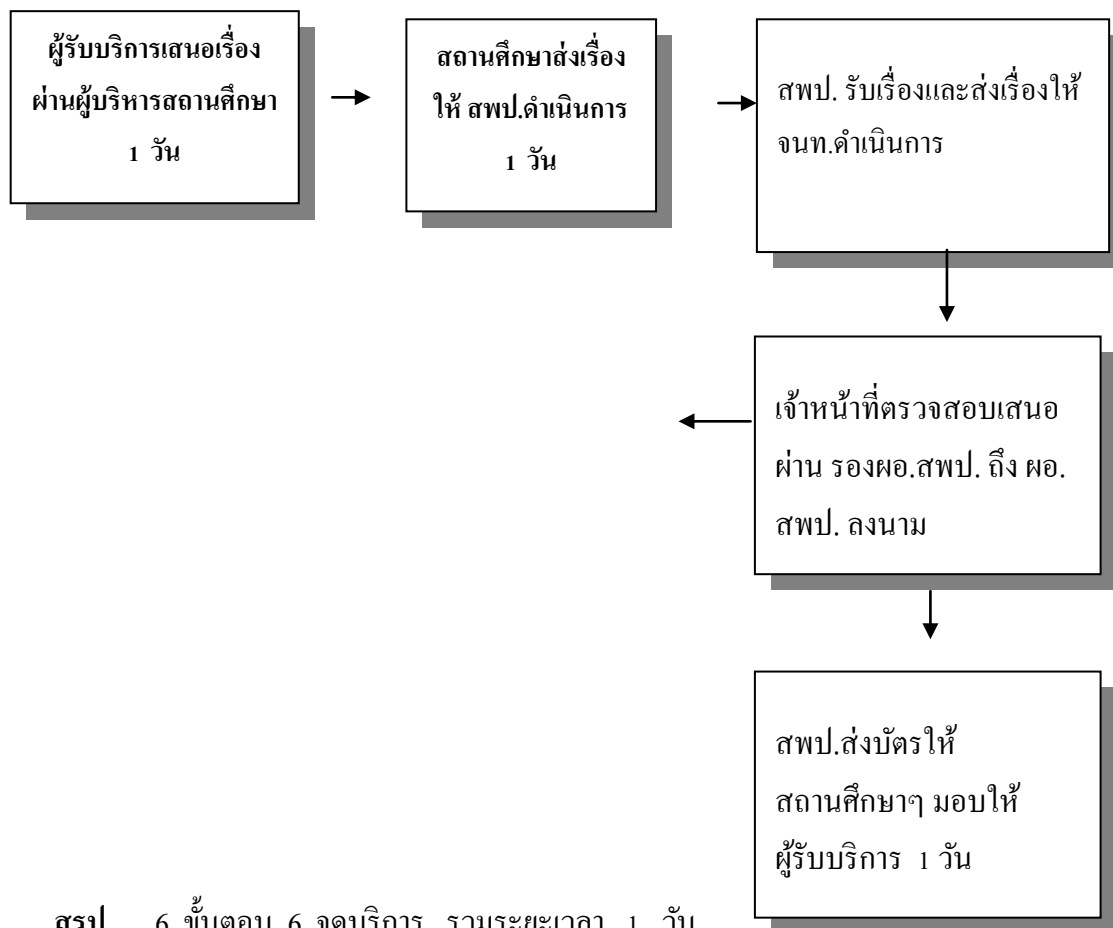 ผู้รับบริการเสนอเรื่อง
ผ่านผู้บริหารสถานศึกษา
1 วัน
สถานศึกษาส่งเรื่อง
ให้ สพป.ดำเนินการ
1 วัน
สพป. รับเรื่องและส่งเรื่องให้
จนท.ดำเนินการ
เจ้าหน้าที่ตรวจสอบเสนอ
ผ่าน รองผอ.สพป. ถึง ผอ.
สพป. ลงนาม
สพป.ส่งบัตรให้
สถานศึกษาๆ มอบให้
ผู้รับบริการ 1 วัน
สรุป 6 ขั้นตอน 6 จุดบริการ รวมระยะเวลา 1 วัน